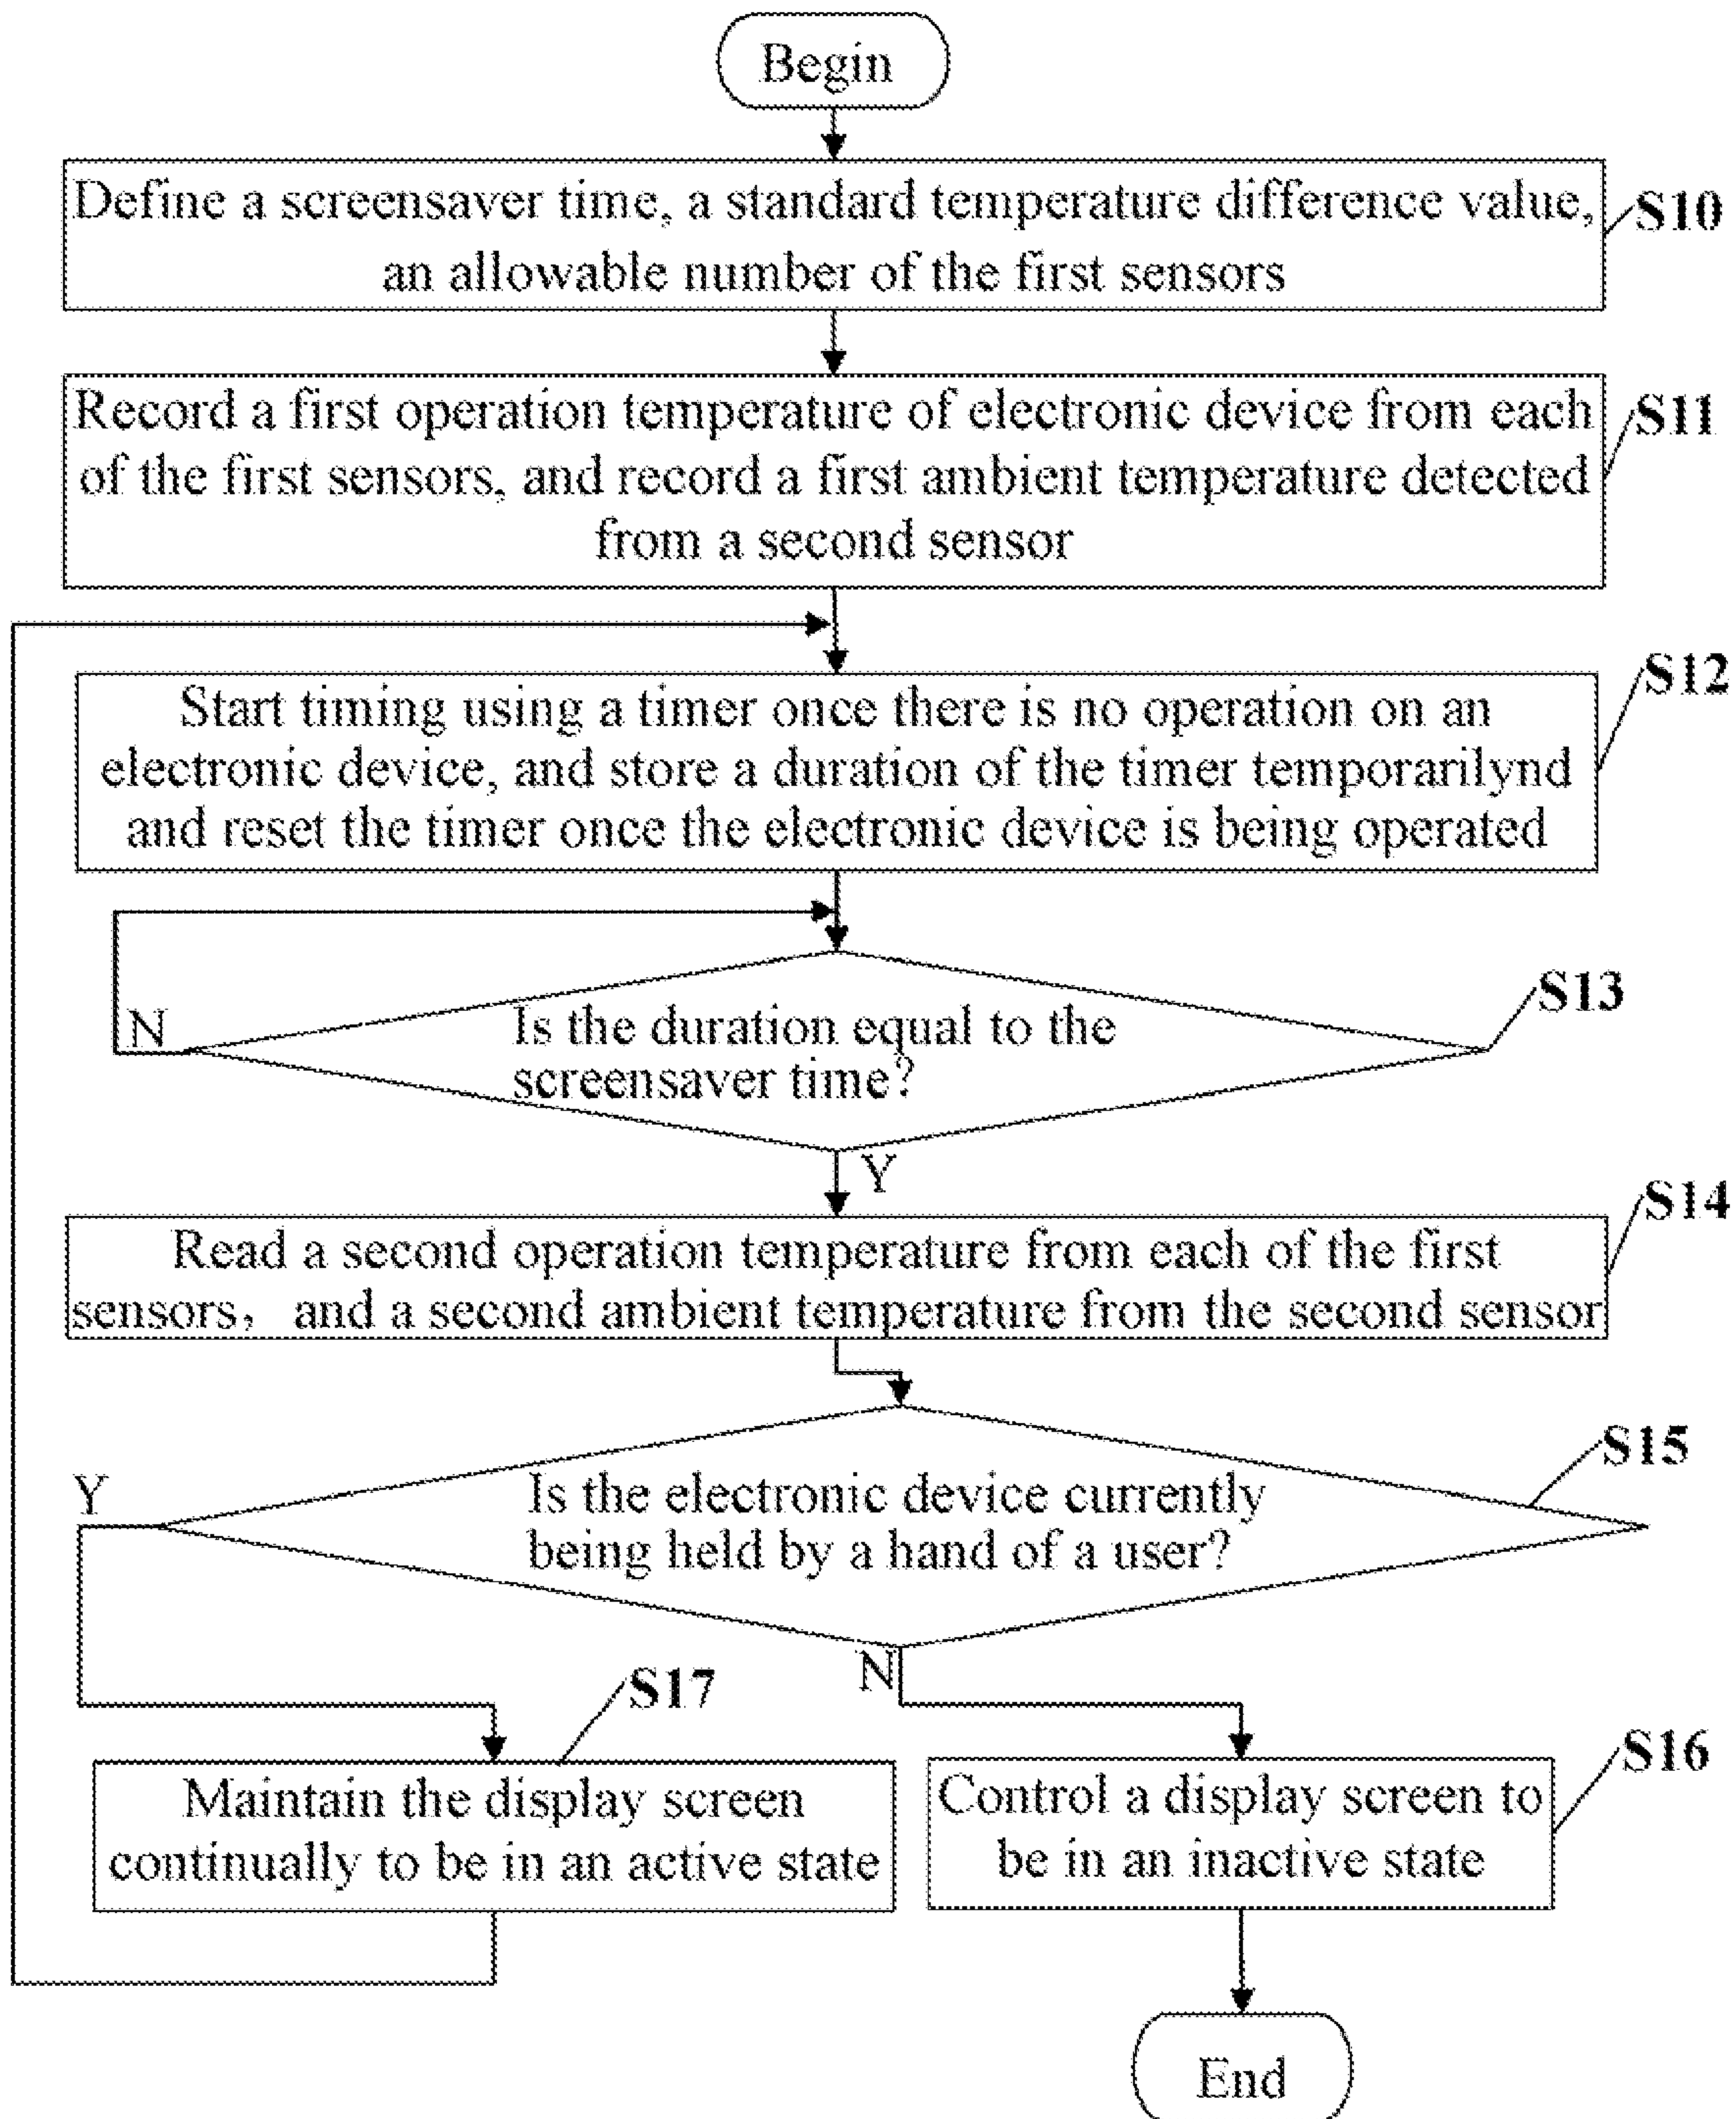 Begin
Define a screensaver time, a standard temperature difference value,
an allowable number of the first sensors
S10
Record a first operation temperature of electronic device from each
of the first sensors, and record a first ambient temperature detected
from a second sensor
S11
Start timing using a timer once there is no operation on an
electronic device, and store a duration of the timer temporarilynd
and reset the timer once the electronic device is being operated
S12
Is the duration equal to the
screensaver time?
S13
N
Y
Read a second operation temperature from each of the first
sensors, and a second ambient temperature from the second sensor
S14
Is the electronic device currently
being held by a hand of a user?
S15
Y
N
S17
Maintain the display screen
continually to be in an active state
S16
Control a display screen to
be in an inactive state
End